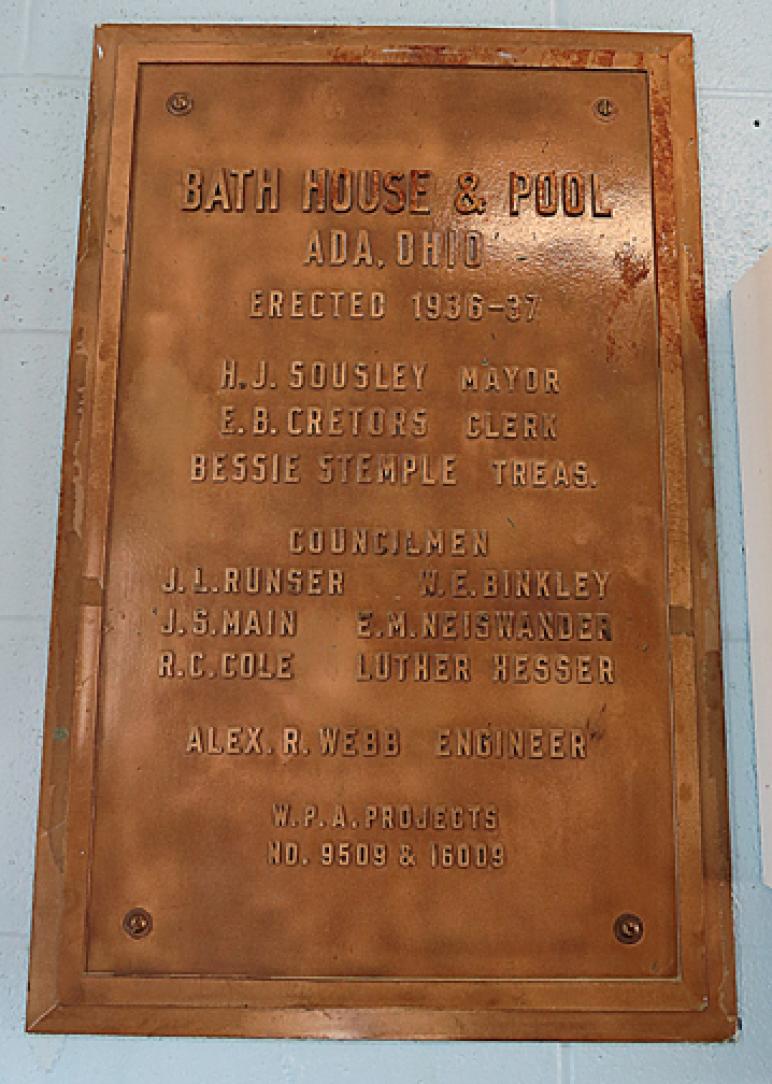 BATH HOUSE & POOL
ADA, OHIO
ERECTED 1936-37
H.J. SOUSLEY MAYOR
E.B. CRETORS CLERK
BESSIE STEMPLE TREAS.
COUNCILMEN
J.L. RUNSER W.E. BINKLEY
J.S. MAIN E.M. NEISWANDER
R.C. COLE LUTHER HESSER
ALEX. R. WEBB ENGINEER
W.P.A. PROJECTS
NO. 9509 & 16009